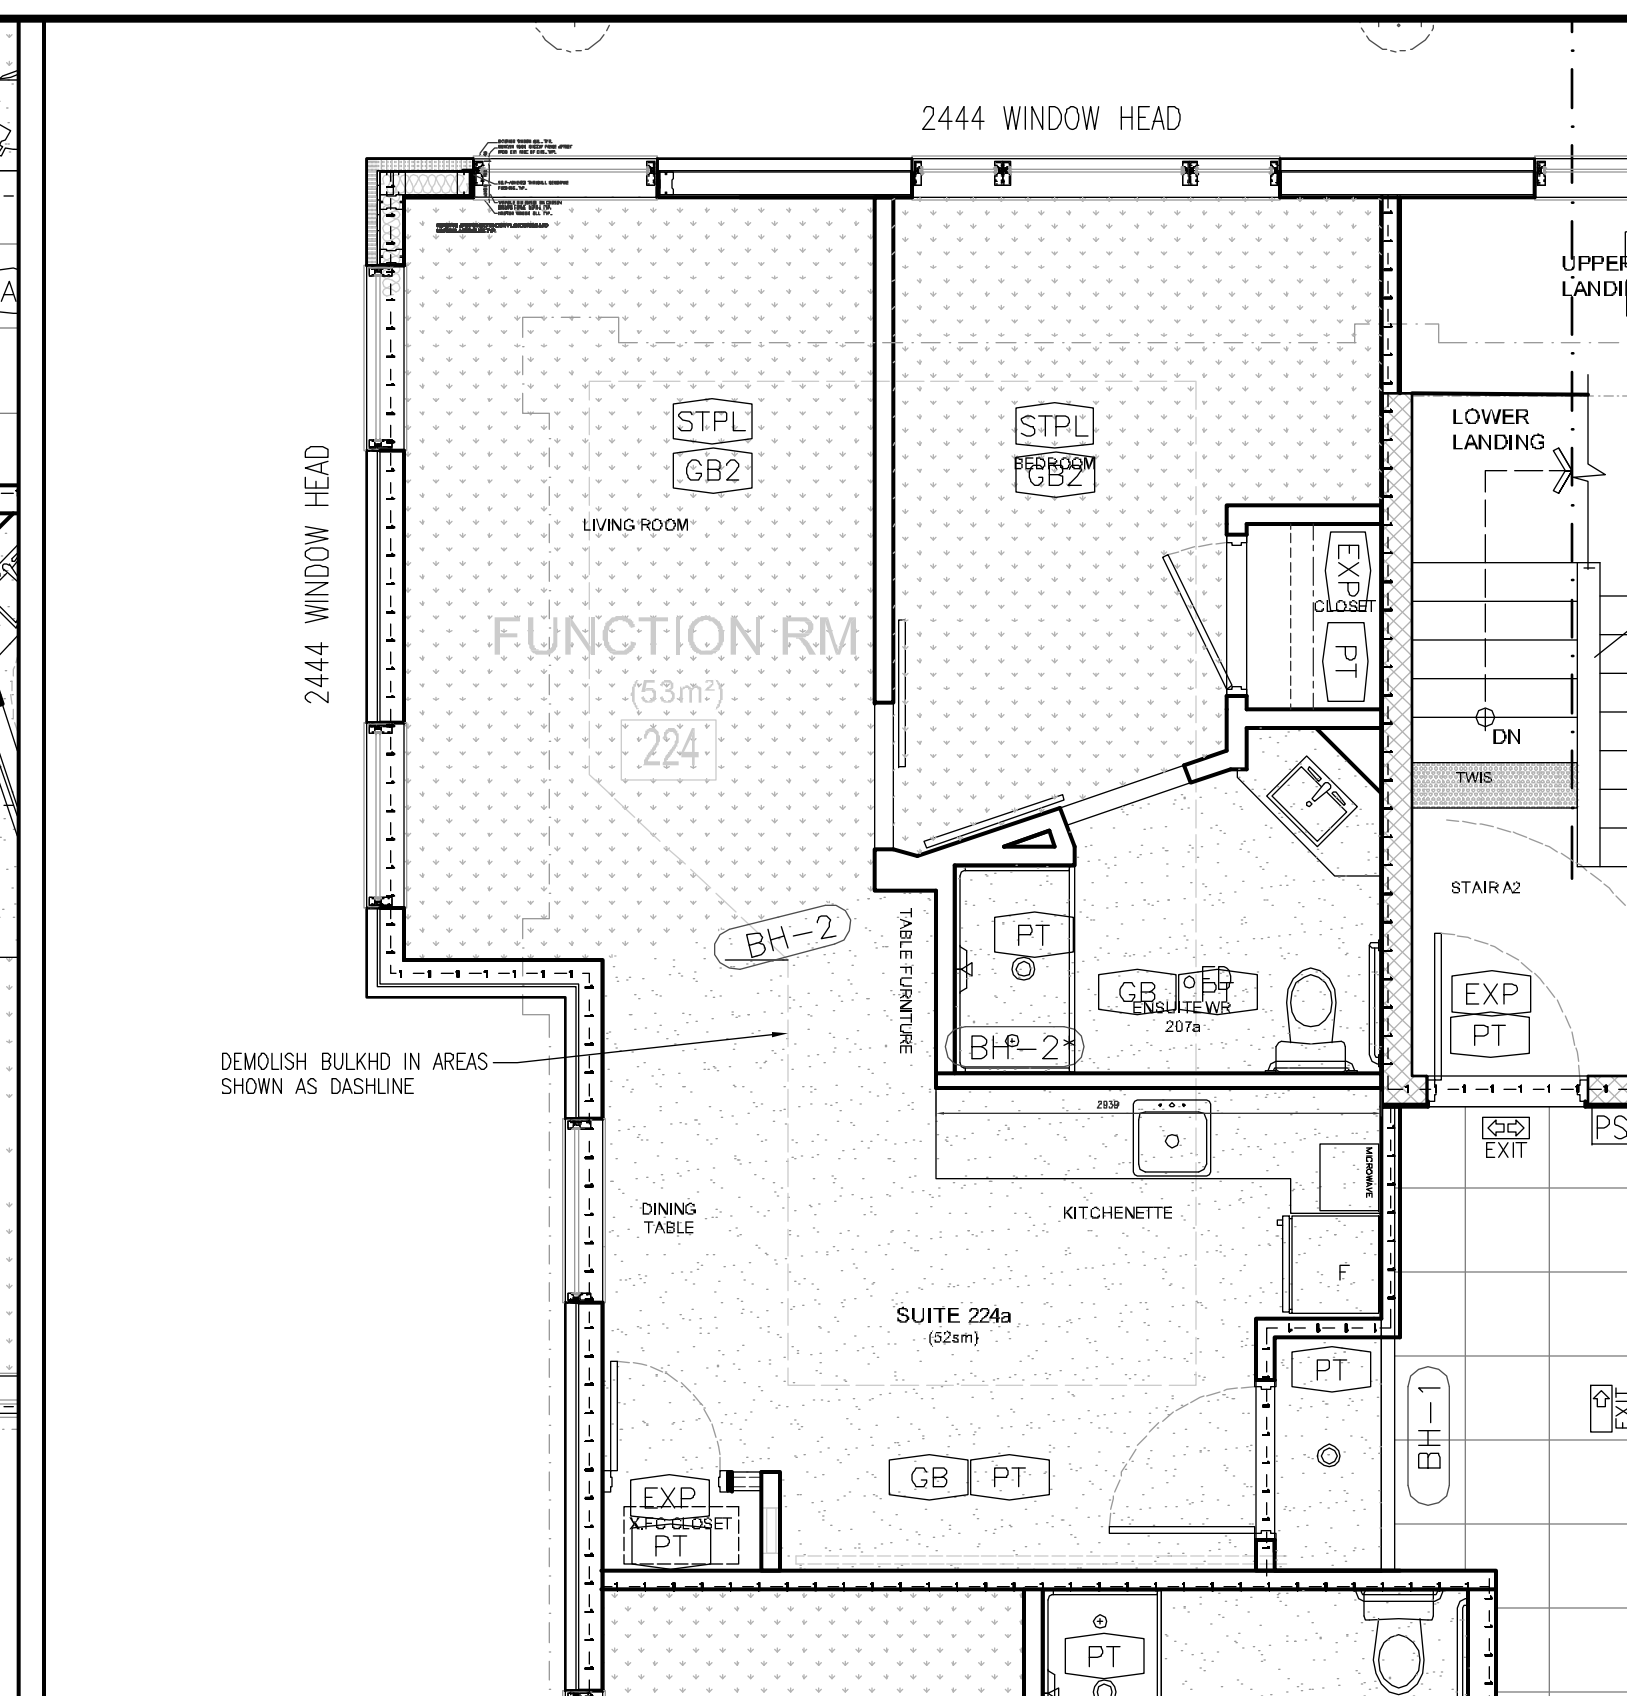 2444 WINDOW HEAD
UPPER
STPL
GB2
STPL
BEDROOM
GB2
LOWER
LANDING
2444 WINDOW HEAD
LIVING ROOM
EXP
CLOSET
PT
FUNCTION RM
(53m²)
224
DN
TWIS
STAIR A2
BH-2
TABLE FURNITURE
PT
GB
FD
ENSUITE WR
207a
BH-2*
EXP
PT
DEMOLISH BULKHD IN AREAS
SHOWN AS DASHLINE
2939
EXIT
PS
MICROWAVE
DINING
TABLE
KITCHENETTE
F
SUITE 224a
(52sm)
PT
BH-1
EXIT
GB
PT
EXP
CLOSET
PT
PT